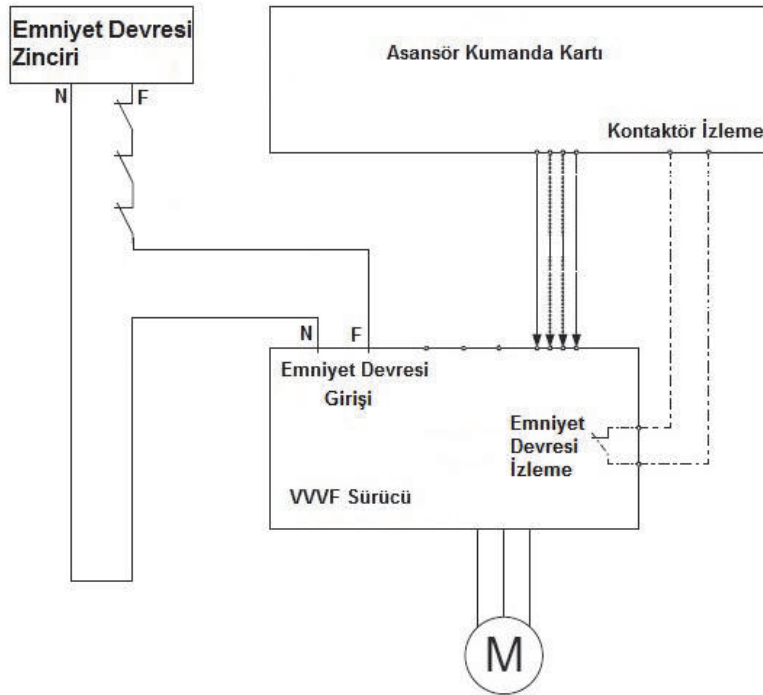 Emniyet Devresi
Zinciri
N
F
Asansör Kumanda Kartı
Kontaktör İzleme
N
F
Emniyet Devresi
Girişi
Emniyet
Devresi
İzleme
VVVF Sürücü
M